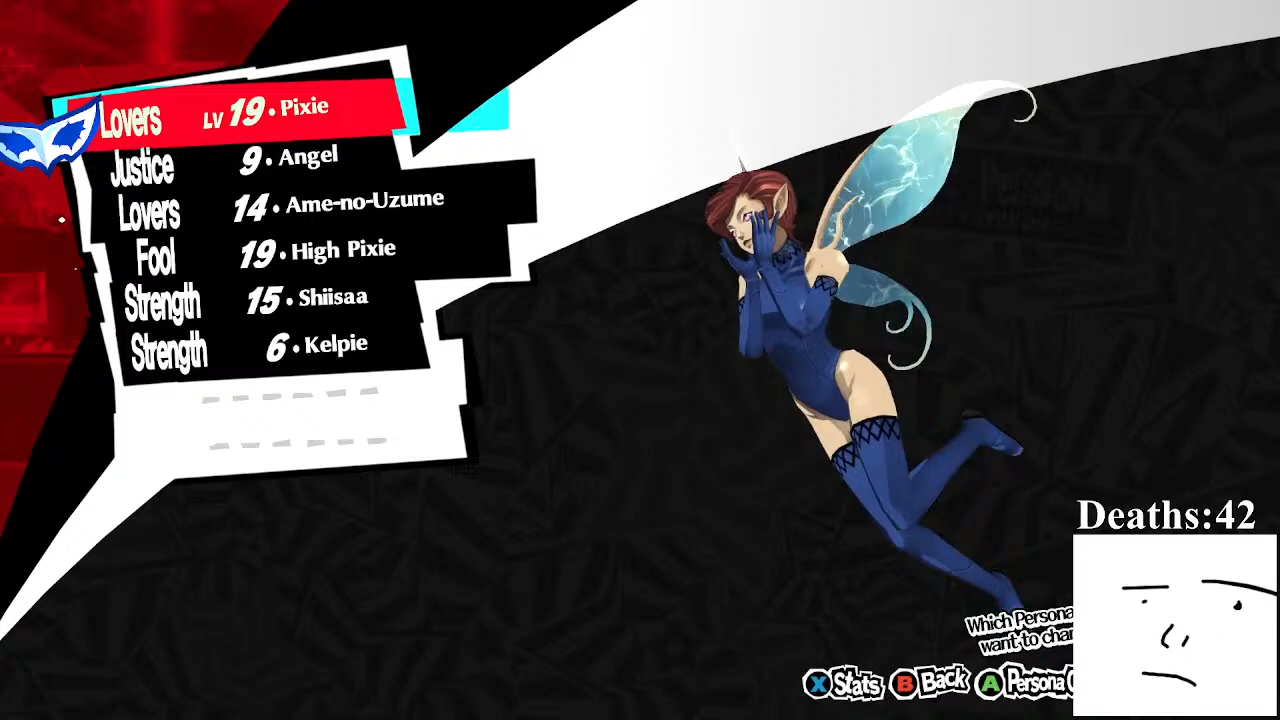 Lovers LV 19 • Pixie
Justice 9 • Angel
Lovers 14 • Ame-no-Uzume
Fool 19 • High Pixie
Strength 15 • Shiisaa
Strength 6 • Kelpie
Deaths:42
Which Persona
want to
X Stats B Back A Persona